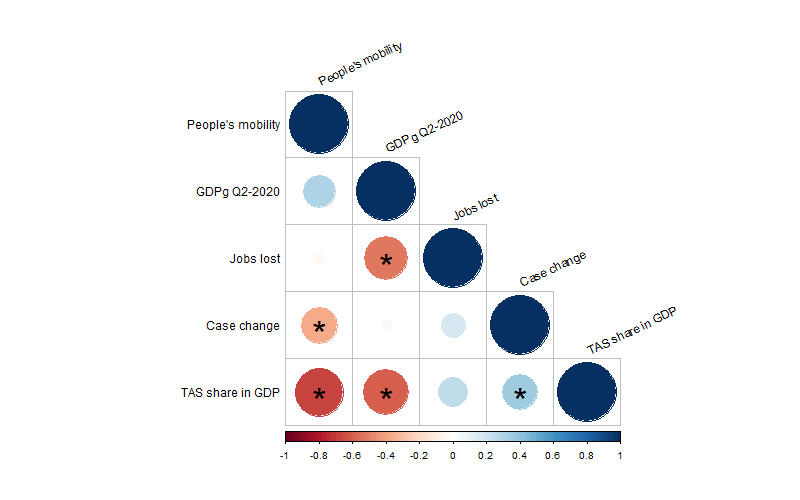 People's mobility
People's mobility
GDPg Q2-2020
GDPg Q2-2020
Jobs lost
Jobs lost
*
Case change
Case change
*
TAS share in GDP
TAS share in GDP
* * *
-1 -0.8 -0.6 -0.4 -0.2 0 0.2 0.4 0.6 0.8 1